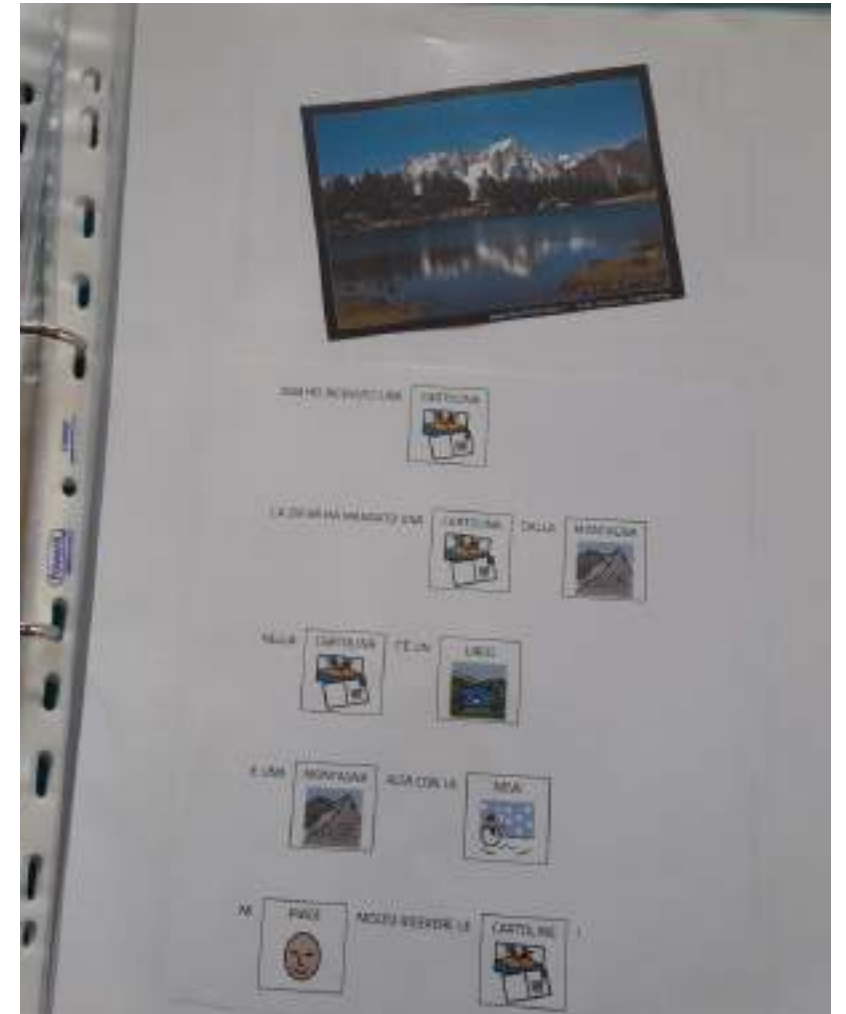 HO RICEVUTO UNA CARTOLINA
LA ZIA MI HA MANDATO UNA CARTOLINA DALLA MONTAGNA
NELLA CARTOLINA C'È UN LAGO
E UNA MONTAGNA ALTA CON LA NEVE
MI PIACE MOLTO RICEVERE LE CARTOLINE !